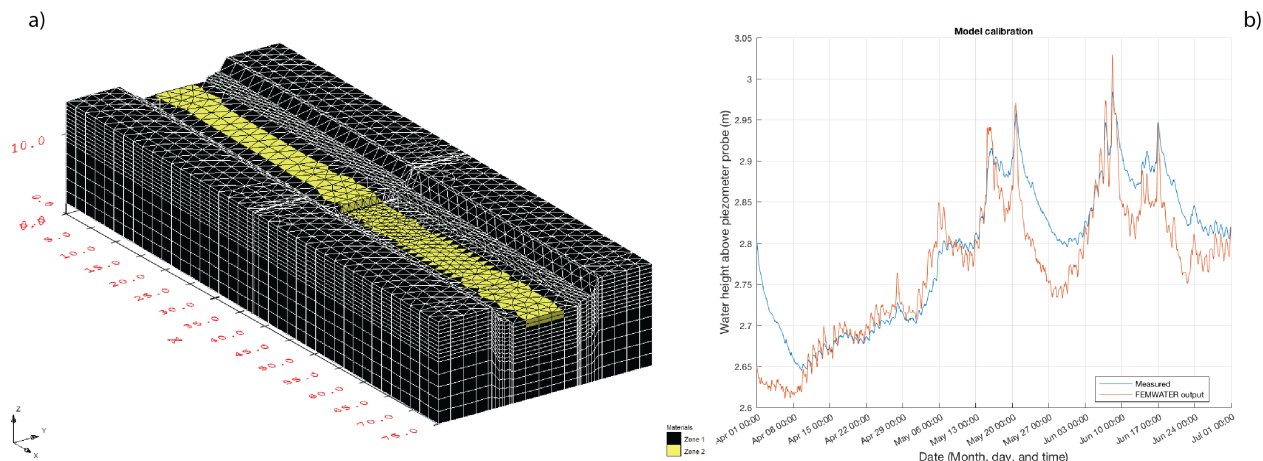 a)
10.0
5.0
0.0
5.0
10.0
15.0
20.0
25.0
30.0
35.0
X
40.0
45.0
50.0
55.0
60.0
65.0
70.0
75.0
Z
Y
X
Materials
Zone 1
Zone 2
b)
Model calibration
Water height above piezometer probe (m)
3.05
3
2.95
2.9
2.85
2.8
2.75
2.7
2.65
2.6
Measured
FEMWATER output
Apr 01 00:00
Apr 08 00:00
Apr 15 00:00
Apr 22 00:00
Apr 29 00:00
May 06 00:00
May 13 00:00
May 20 00:00
May 27 00:00
Jun 03 00:00
Jun 10 00:00
Jun 17 00:00
Jun 24 00:00
Jul 01 00:00
Date (Month, day, and time)